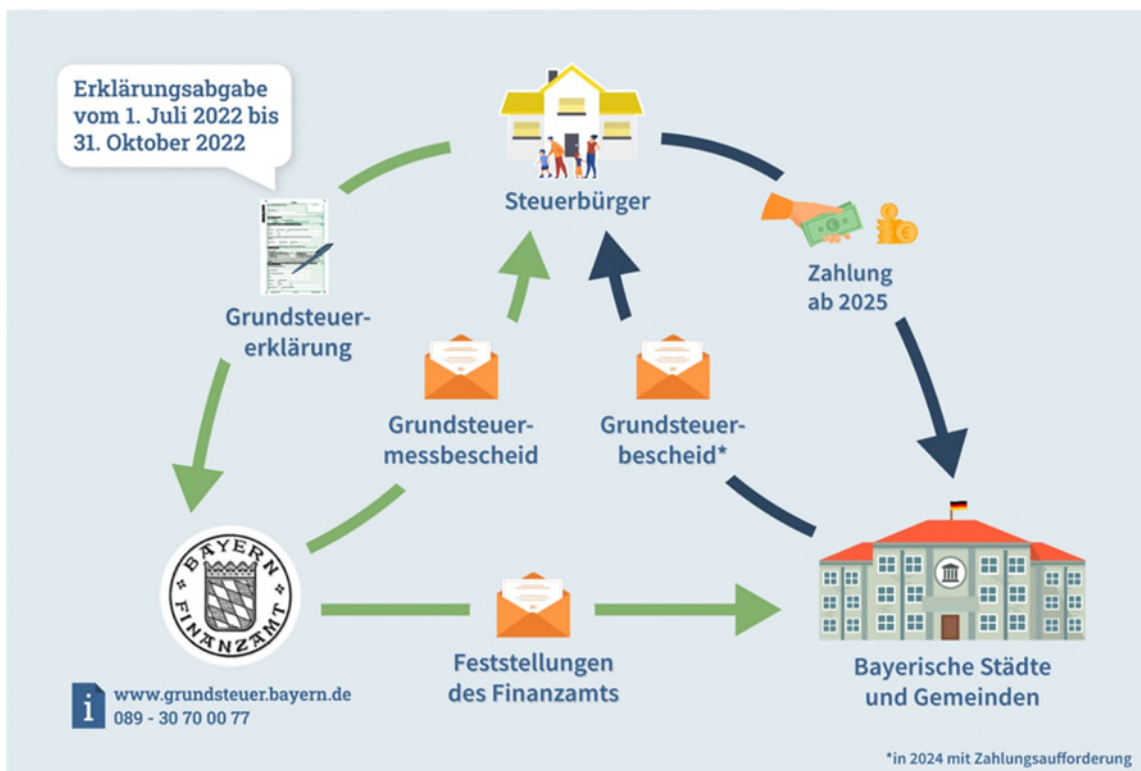 Erklärungsabgabe
vom 1. Juli 2022 bis
31. Oktober 2022
Steuerbürger
Grundsteuer-
erklärung
Zahlung
ab 2025
Grundsteuer-
messbescheid
Grundsteuer-
bescheid*
BAYERN
FINANZAMT
Feststellungen
des Finanzamts
Bayerische Städte
und Gemeinden
i
www.grundsteuer.bayern.de
089 - 30 70 00 77
*in 2024 mit Zahlungsaufforderung